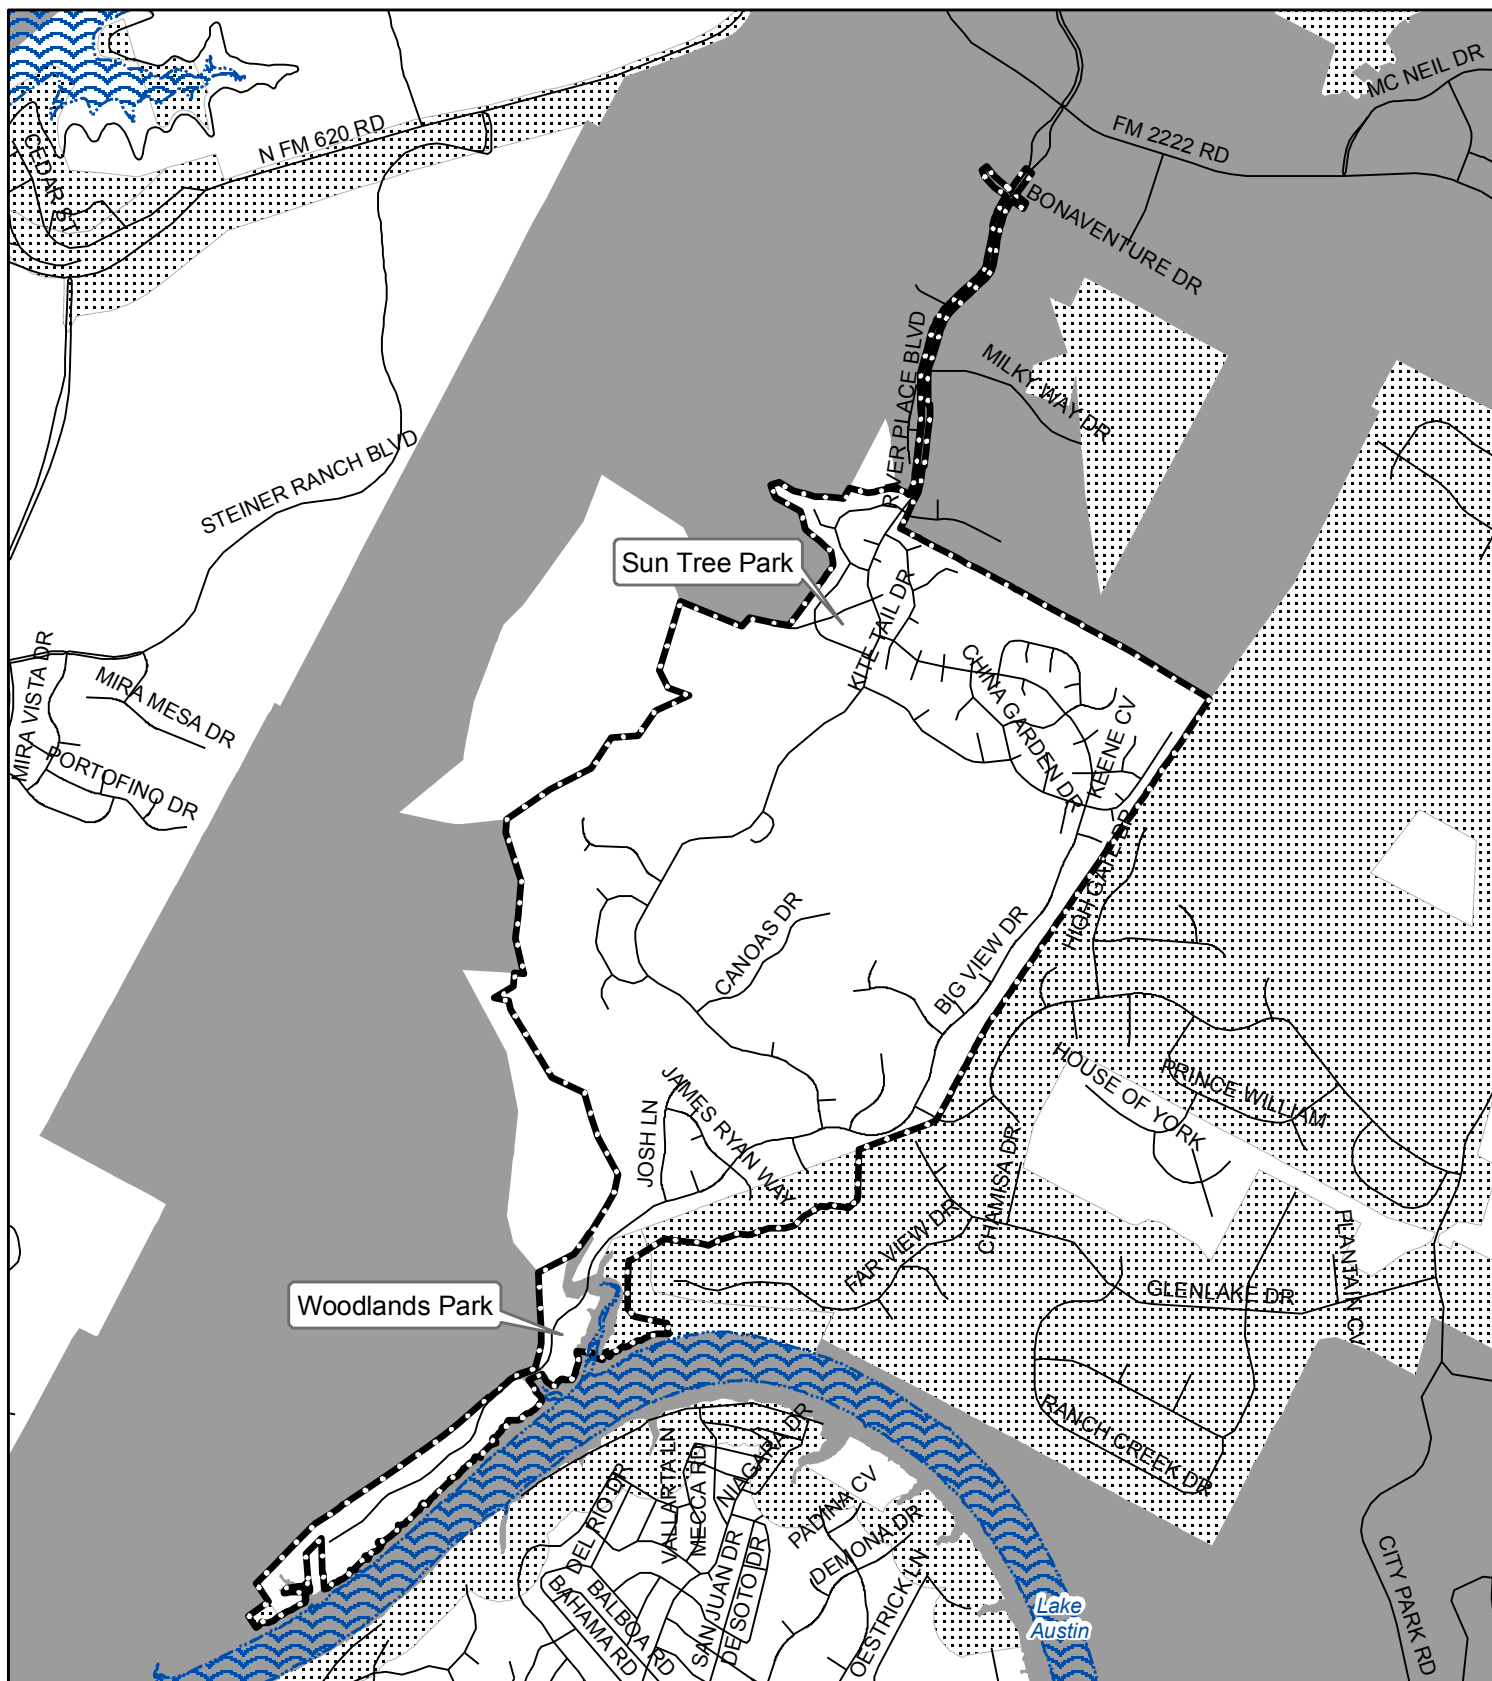 MC NEIL DR
N FM 620 RD
FM 2222 RD
CEDAR ST
BONAVENTURE DR
RIVER PLACE BLVD
MILKY WAY DR
STEINER RANCH BLVD
Sun Tree Park
KITE TAIL DR
CHINA GARDEN DR
KEENE CV
MIRA VISTA DR
MIRA MESA DR
PORTOFINO DR
HIGH GATE DR
CANOAS DR
BIG VIEW DR
HOUSE OF YORK
PRINCE WILLIAM
JAMES RYAN WAY
JOSH LN
CHAMISA DR
FAR VIEW DR
PLANTAIN CV
GLENLAKE DR
Woodlands Park
RANCH CREEK DR
NIAGARA DR
VALLARTA LN
MECCA RD
DEL RIO DR
PADINA CV
DEMONA DR
SAN JUAN DR
DE SOTO DR
BALBOA RD
BAHAMA RD
OESTRICK LN
CITY PARK RD
Lake
Austin